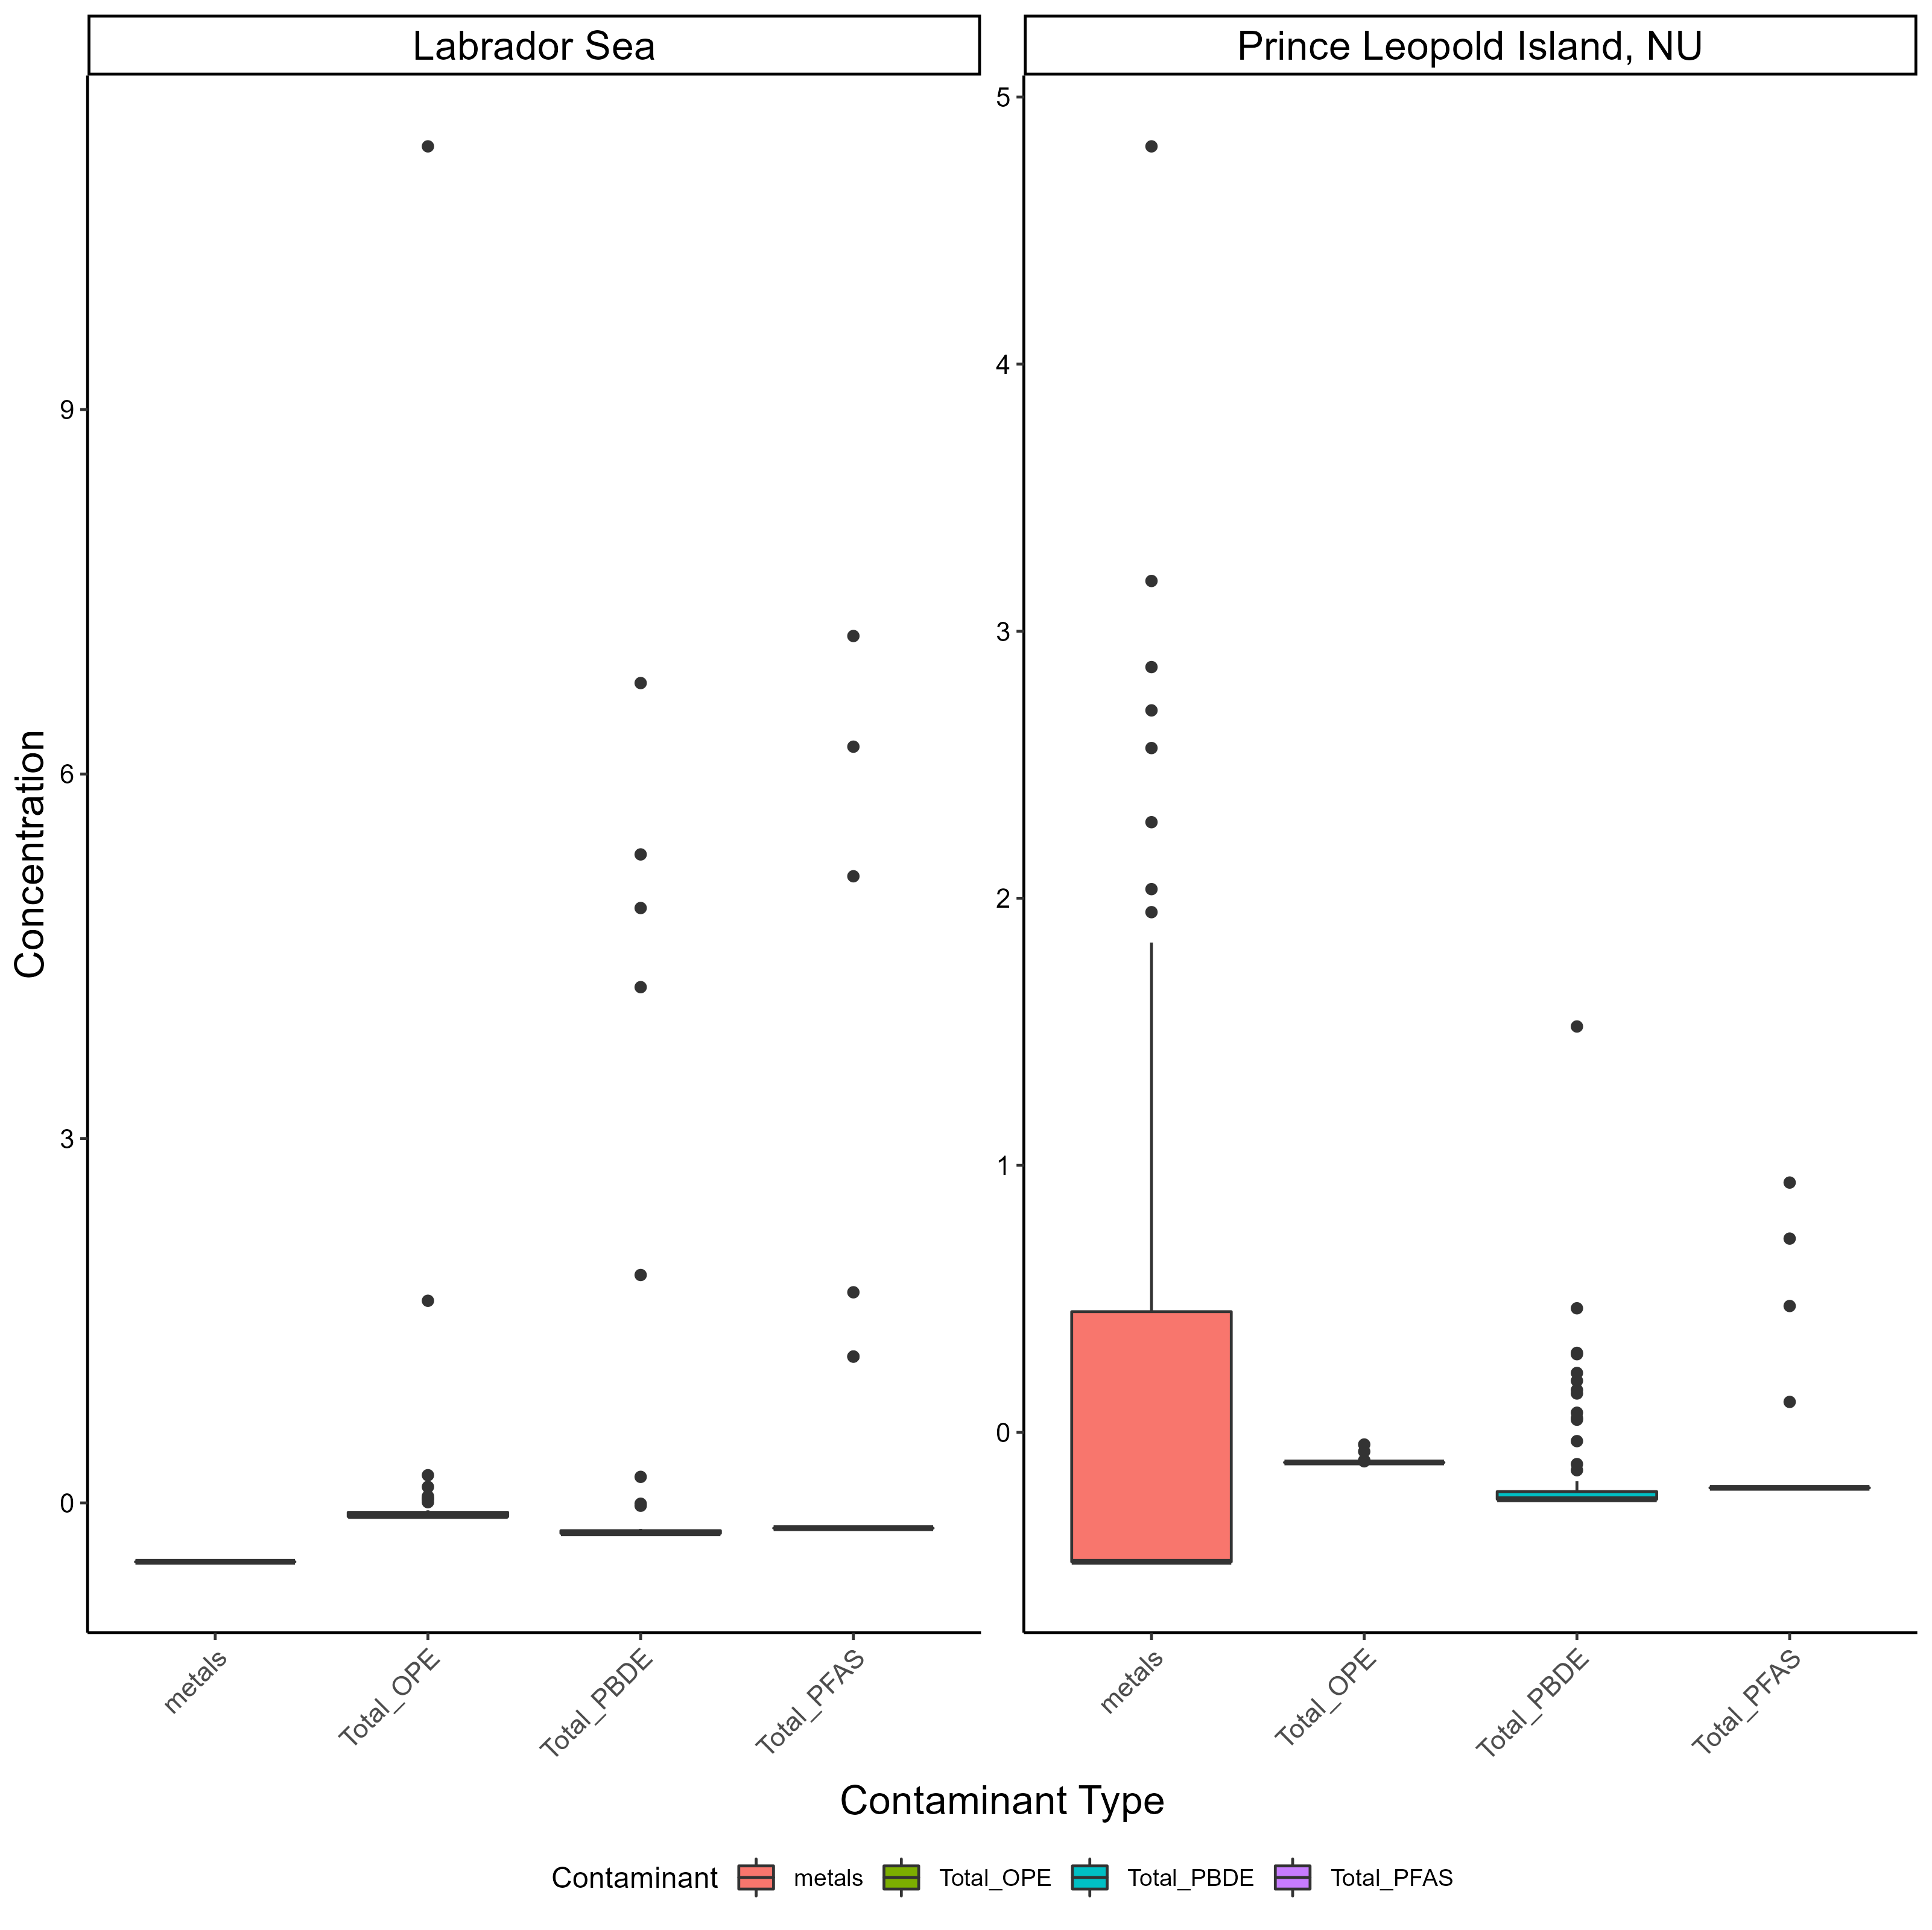 Labrador Sea
Prince Leopold Island, NU
Concentration
9
6
3
0
5
4
3
2
1
0
metals
Total_OPE
Total_PBDE
Total_PFAS
metals
Total_OPE
Total_PBDE
Total_PFAS
Contaminant Type
Contaminant metals Total_OPE Total_PBDE Total_PFAS